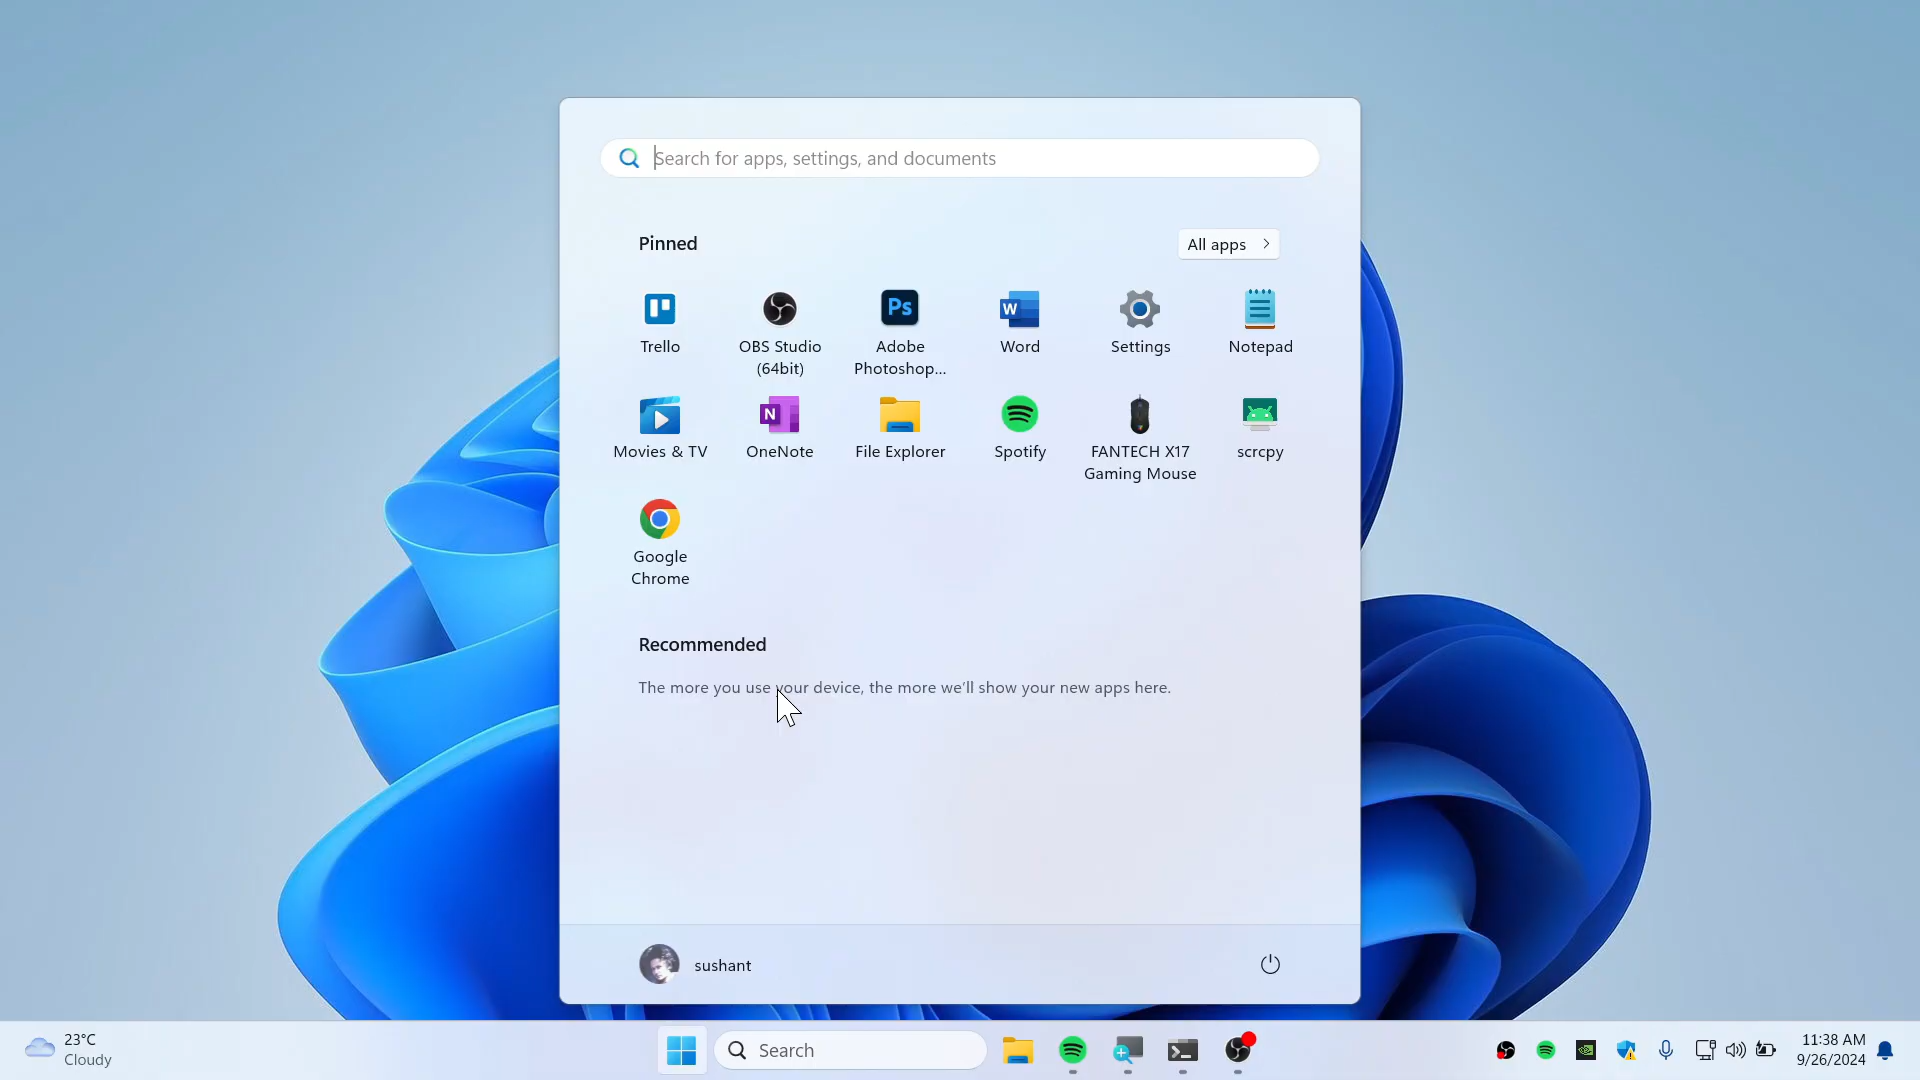 Search for apps, settings, and documents
Pinned
All apps
Trello
OBS Studio
(64bit)
Ps
Adobe
Photoshop...
W
Word
Settings
Notepad
Movies & TV
N
OneNote
File Explorer
Spotify
FANTECH X17
Gaming Mouse
scrcpy
Google
Chrome
Recommended
The more you use your device, the more we'll show your new apps here.
sushant
23°C
Cloudy
Search
11:38 AM
9/26/2024